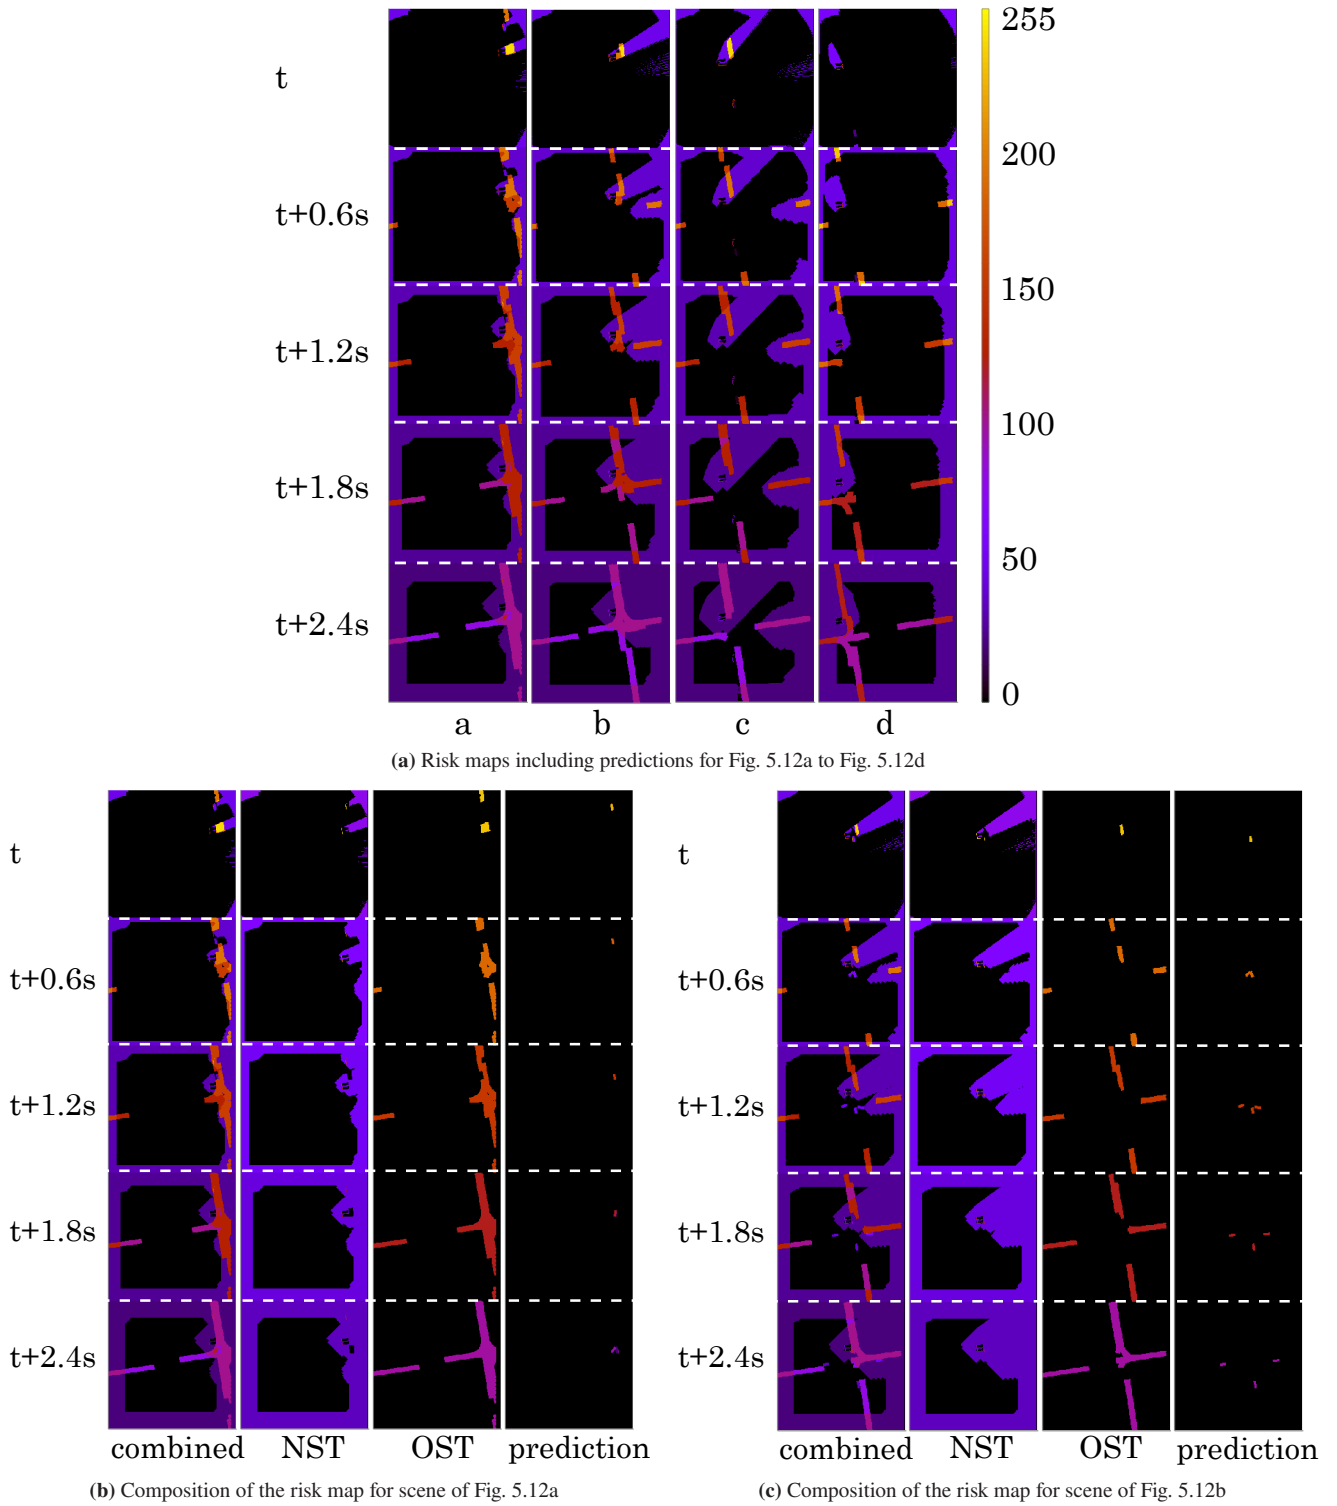 255
t
200
t+0.6s
150
t+1.2s
100
t+1.8s
50
t+2.4s
0
a b c d
(a) Risk maps including predictions for Fig. 5.12a to Fig. 5.12d
t
t+0.6s
t+1.2s
t+1.8s
t+2.4s
combined NST OST prediction
(b) Composition of the risk map for scene of Fig. 5.12a
t
t+0.6s
t+1.2s
t+1.8s
t+2.4s
combined NST OST prediction
(c) Composition of the risk map for scene of Fig. 5.12b